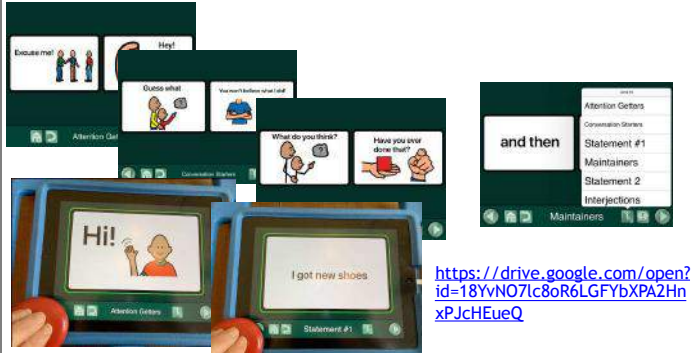 Excuse me!
Hey!
Attention Get
Guess what
You won't believe what I did!
Conversation Starters
What do you think?
Have you ever
done that?
and then
Attention Getters
Conversation Starters
Statement #1
Maintainers
Statement 2
Interjections
Maintainers
Hi!
Attention Getters
I got new shoes
Statement #1
https://drive.google.com/open?
id=18YvNO7lc8oR6LGFYbXPA2Hn
xPJcHEueQ